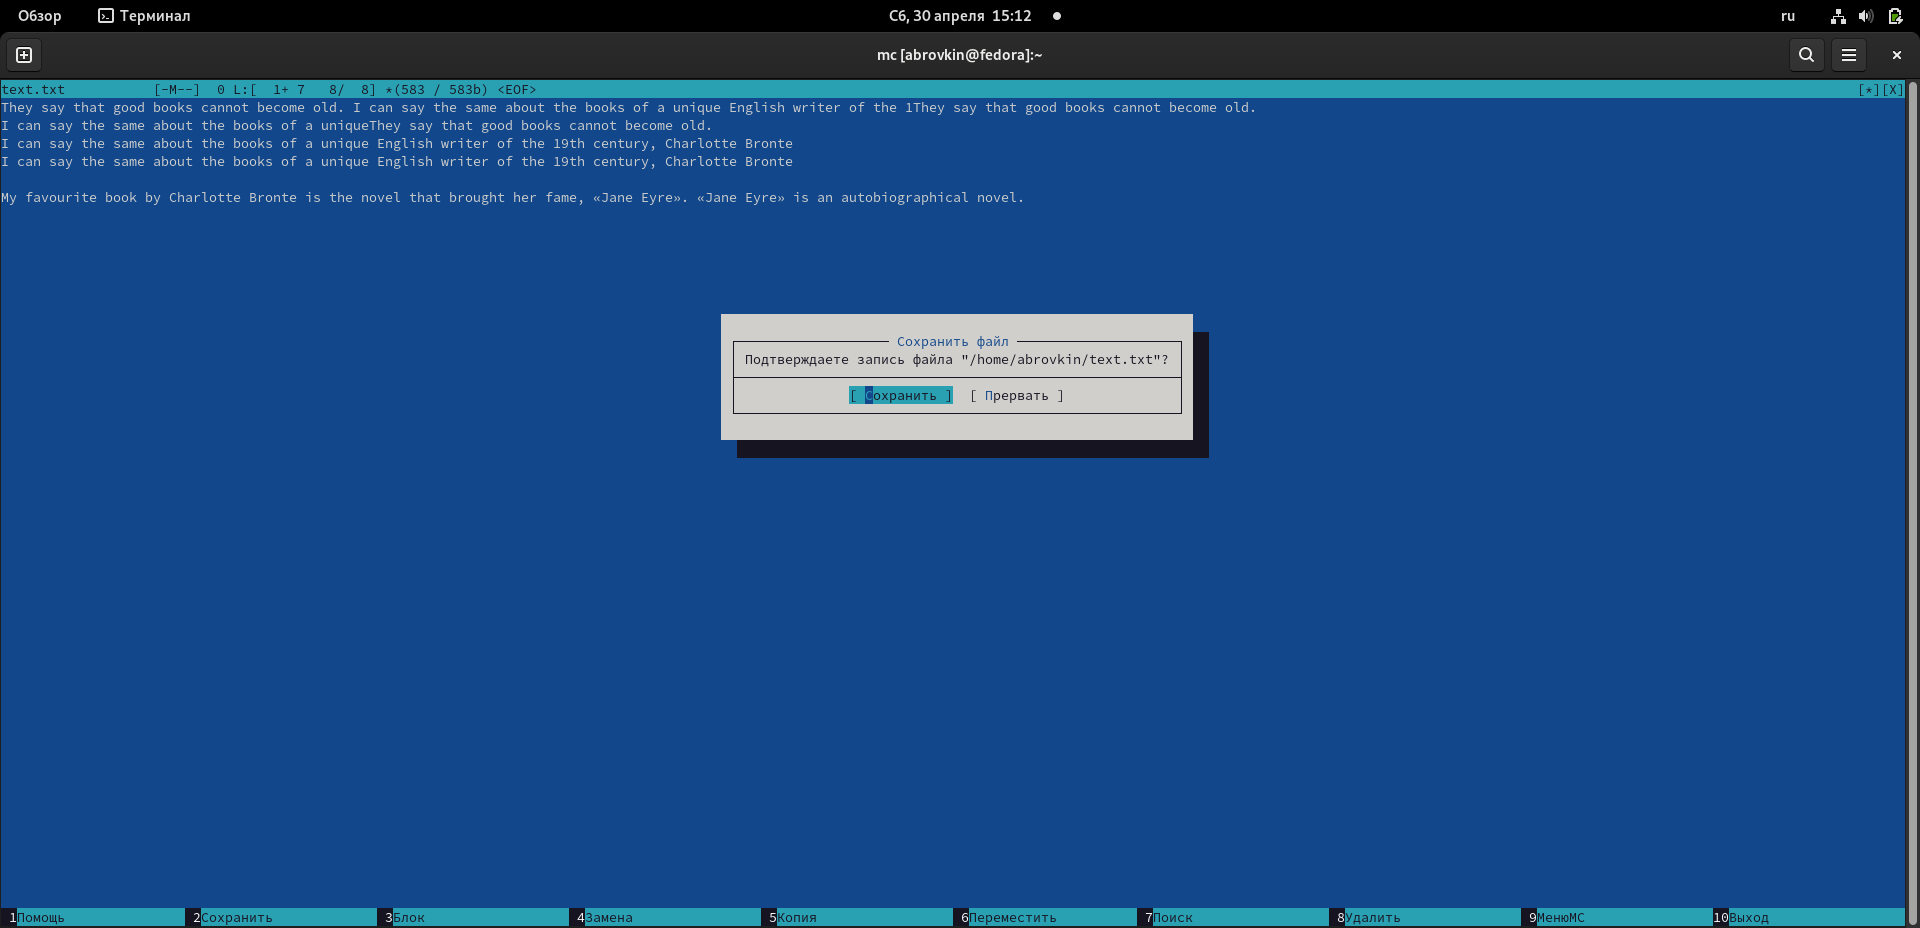 Обзор Терминал Сб, 30 апреля 15:12 ru
mc [abrovkin@fedora]:~
text.txt [-M--] 0 L:[ 1+ 7 8/ 8] *(583 / 583b) <EOF> [*][X]
They say that good books cannot become old. I can say the same about the books of a unique English writer of the 1They say that good books cannot become old.
I can say the same about the books of a uniqueThey say that good books cannot become old.
I can say the same about the books of a unique English writer of the 19th century, Charlotte Bronte
I can say the same about the books of a unique English writer of the 19th century, Charlotte Bronte
My favourite book by Charlotte Bronte is the novel that brought her fame, «Jane Eyre». «Jane Eyre» is an autobiographical novel.
Сохранить файл
Подтверждаете запись файла "/home/abrovkin/text.txt"?
[ Сохранить ] [ Прервать ]
1Помощь 2Сохранить 3Блок 4Замена 5Копия 6Переместить 7Поиск 8Удалить 9МенюМС 10Выход